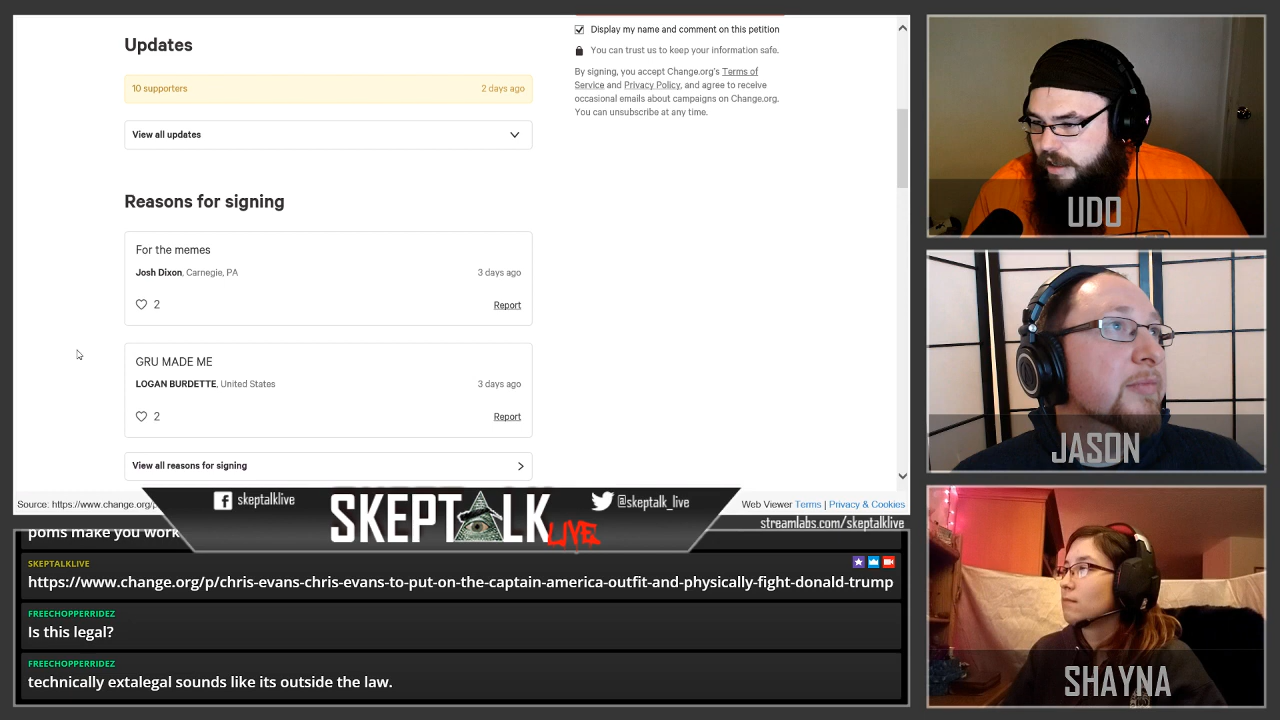 Updates
10 supporters 2 days ago
View all updates
Reasons for signing
For the memes
Josh Dixon, Carnegie, PA 3 days ago
2 Report
GRU MADE ME
LOGAN BURDETTE, United States 3 days ago
2 Report
View all reasons for signing
Display my name and comment on this petition
You can trust us to keep your information safe.
By signing, you accept Change.org's Terms of
Service and Privacy Policy, and agree to receive
occasional emails about campaigns on Change.org.
You can unsubscribe at any time.
Source: https://www.change.org/
Web Viewer Terms | Privacy & Cookies
skeptalklive
SKEPTALK
LIVE
@skeptalk_live
streamlabs.com/skeptalklive
poms make you work
SKEPTALKLIVE
https://www.change.org/p/chris-evans-chris-evans-to-put-on-the-captain-america-outfit-and-physically-fight-donald-trump
FREECHOPPERRIDEZ
Is this legal?
FREECHOPPERRIDEZ
technically extalegal sounds like its outside the law.
UDO
JASON
SHAYNA